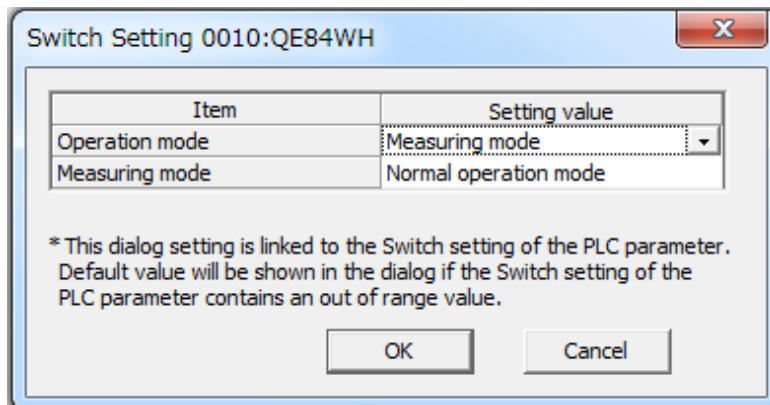 Switch Setting 0010:QE84WH
Item Setting value
Operation mode Measuring mode
Measuring mode Normal operation mode
* This dialog setting is linked to the Switch setting of the PLC parameter.
Default value will be shown in the dialog if the Switch setting of the
PLC parameter contains an out of range value.
OK Cancel